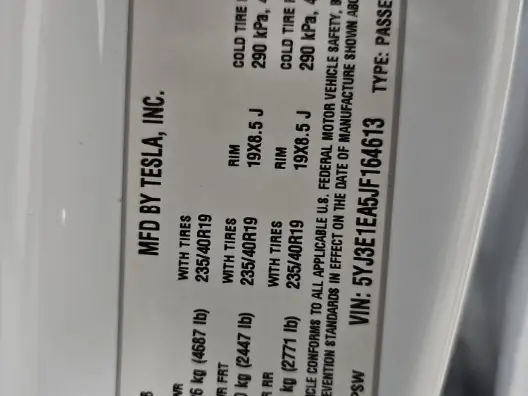 MFD BY TESLA, INC.
WITH TIRES
6 kg (4687 lb) 235/40R19
FRT WITH TIRES RIM COLD TIRE
kg (2447 lb) 235/40R19 19X8.5 J 290 kPa,
RR WITH TIRES RIM COLD TIRE
kg (2771 lb) 235/40R19 19X8.5 J 290 kPa,
CONFORMS TO ALL APPLICABLE U.S. FEDERAL MOTOR VEHICLE SAFETY,
STANDARDS IN EFFECT ON THE DATE OF MANUFACTURE SHOWN
PSW VIN: 5YJ3E1EA5JF164613 TYPE: PASSE